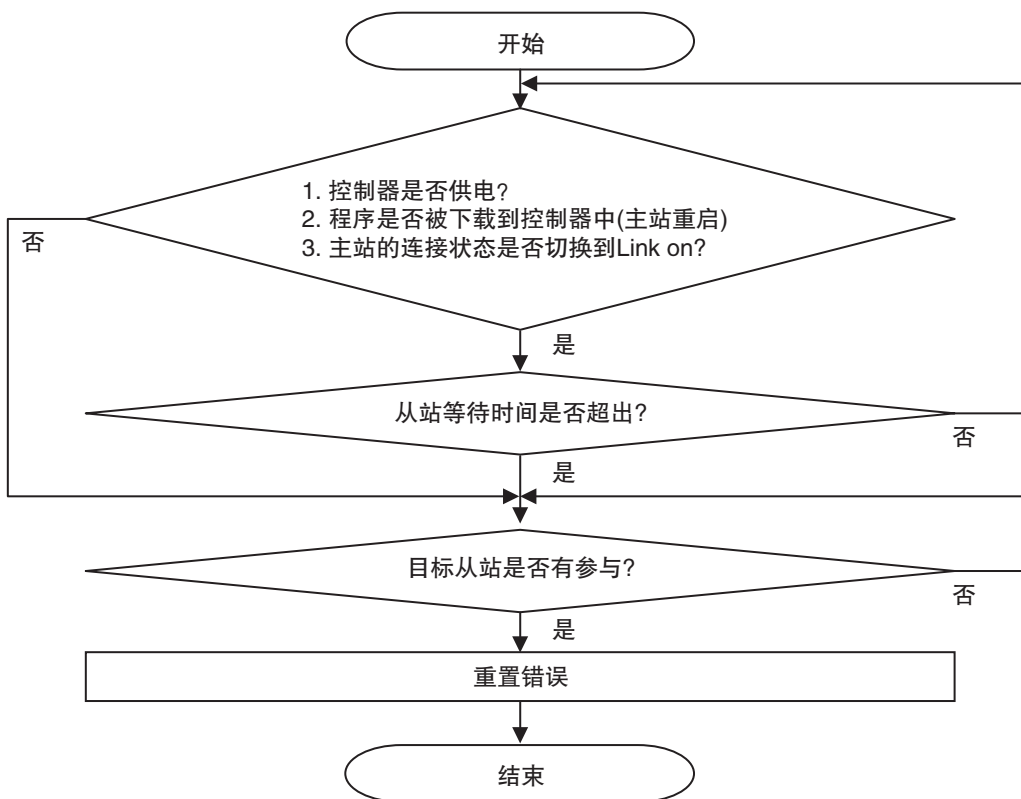 开始
1. 控制器是否供电?
2. 程序是否被下载到控制器中(主站重启)
3. 主站的连接状态是否切换到Link on?
否
是
从站等待时间是否超出?
否
是
目标从站是否有参与?
否
是
重置错误
结束